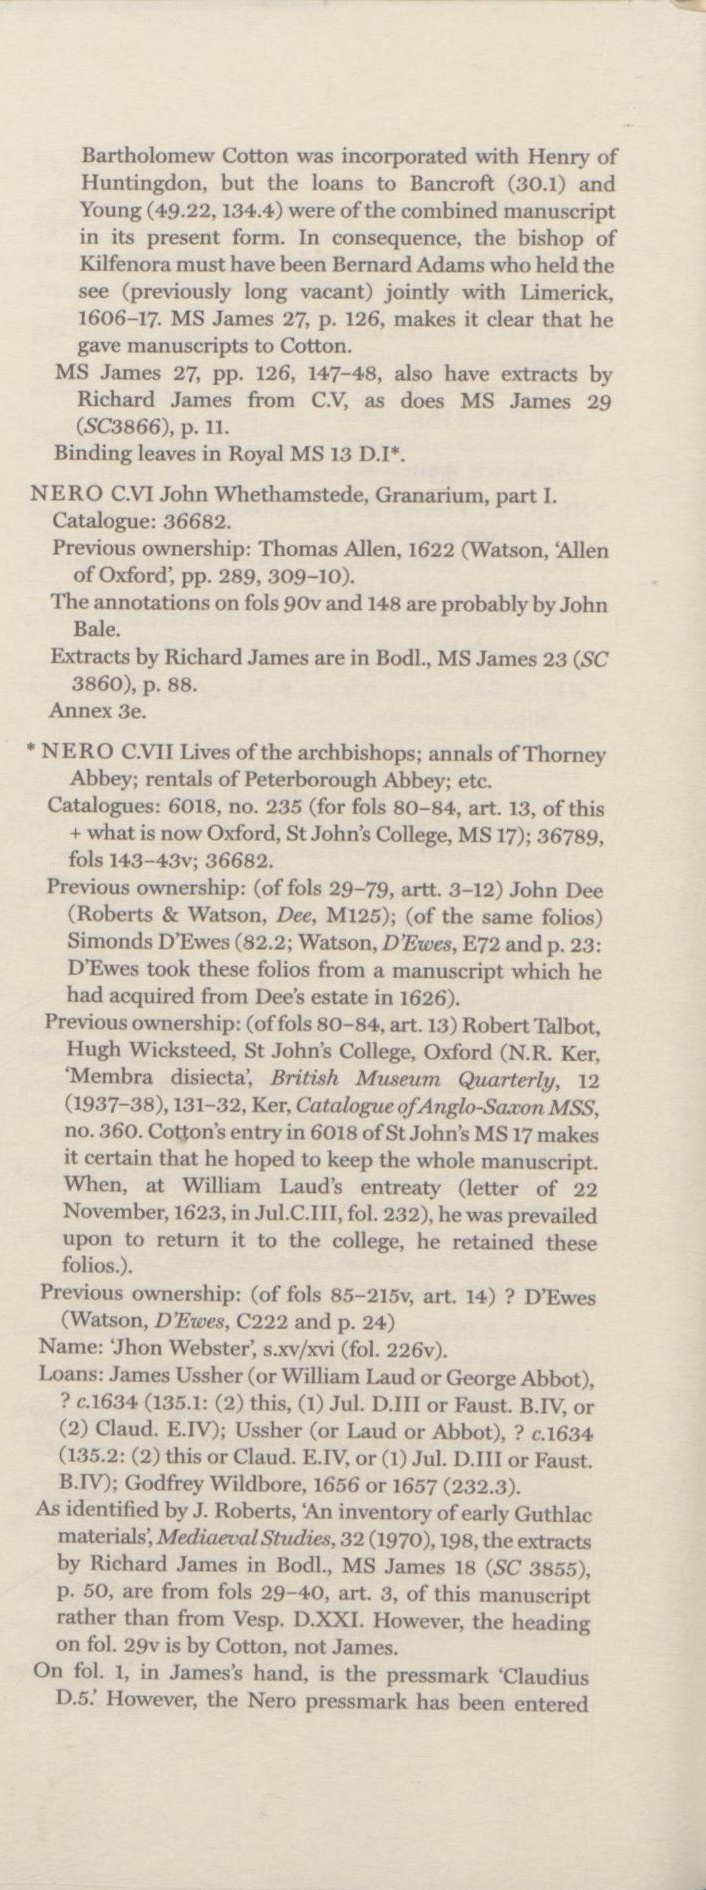 Bartholomew Cotton was incorporated with Henry of
Huntingdon, but the loans to Bancroft (30.1) and
Young (49.22, 134.4) were of the combined manuscript
in its present form. In consequence, the bishop of
Kilfenora must have been Bernard Adams who held the
see (previously long vacant) jointly with Limerick,
1606–17. MS James 27, p. 126, makes it clear that he
gave manuscripts to Cotton.
MS James 27, pp. 126, 147–48, also have extracts by
Richard James from C.V, as does MS James 29
(SC3866), p. 11.
Binding leaves in Royal MS 13 D.I*.
NERO C.VI John Whethamstede, Granarium, part I.
Catalogue: 36682.
Previous ownership: Thomas Allen, 1622 (Watson, ‘Allen
of Oxford’, pp. 289, 309–10).
The annotations on fols 90v and 148 are probably by John
Bale.
Extracts by Richard James are in Bodl., MS James 23 (SC
3860), p. 88.
Annex 3e.
* NERO C.VII Lives of the archbishops; annals of Thorney
Abbey; rentals of Peterborough Abbey; etc.
Catalogues: 6018, no. 235 (for fols 80–84, art. 13, of this
+ what is now Oxford, St John’s College, MS 17); 36789,
fols 143–43v; 36682.
Previous ownership: (of fols 29–79, artt. 3–12) John Dee
(Roberts & Watson, Dee, M125); (of the same folios)
Simonds D’Ewes (82.2; Watson, D’Ewes, E72 and p. 23:
D’Ewes took these folios from a manuscript which he
had acquired from Dee’s estate in 1626).
Previous ownership: (of fols 80–84, art. 13) Robert Talbot,
Hugh Wicksteed, St John’s College, Oxford (N.R. Ker,
‘Membra disiecta’, British Museum Quarterly, 12
(1937–38), 131–32, Ker, Catalogue of Anglo-Saxon MSS,
no. 360. Cotton’s entry in 6018 of St John’s MS 17 makes
it certain that he hoped to keep the whole manuscript.
When, at William Laud’s entreaty (letter of 22
November, 1623, in Jul.C.III, fol. 232), he was prevailed
upon to return it to the college, he retained these
folios.).
Previous ownership: (of fols 85–215v, art. 14) ? D’Ewes
(Watson, D’Ewes, C222 and p. 24)
Name: ‘Jhon Webster’, s.xv/xvi (fol. 226v).
Loans: James Ussher (or William Laud or George Abbot),
? c.1634 (135.1: (2) this, (1) Jul. D.III or Faust. B.IV, or
(2) Claud. E.IV); Ussher (or Laud or Abbot), ? c.1634
(135.2: (2) this or Claud. E.IV, or (1) Jul. D.III or Faust.
B.IV); Godfrey Wildbore, 1656 or 1657 (232.3).
As identified by J. Roberts, ‘An inventory of early Guthlac
materials’, Mediaeval Studies, 32 (1970), 198, the extracts
by Richard James in Bodl., MS James 18 (SC 3855),
p. 50, are from fols 29–40, art. 3, of this manuscript
rather than from Vesp. D.XXI. However, the heading
on fol. 29v is by Cotton, not James.
On fol. 1, in James’s hand, is the pressmark ‘Claudius
D.5.’ However, the Nero pressmark has been entered